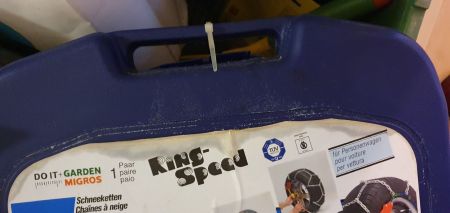 DO IT + GARDEN
MIGROS
1 Paar
paire
paio
King-
Speed
TÜV
für Personenwagen
pour voiture
per vettura
Schneeketten
Chaînes à neige